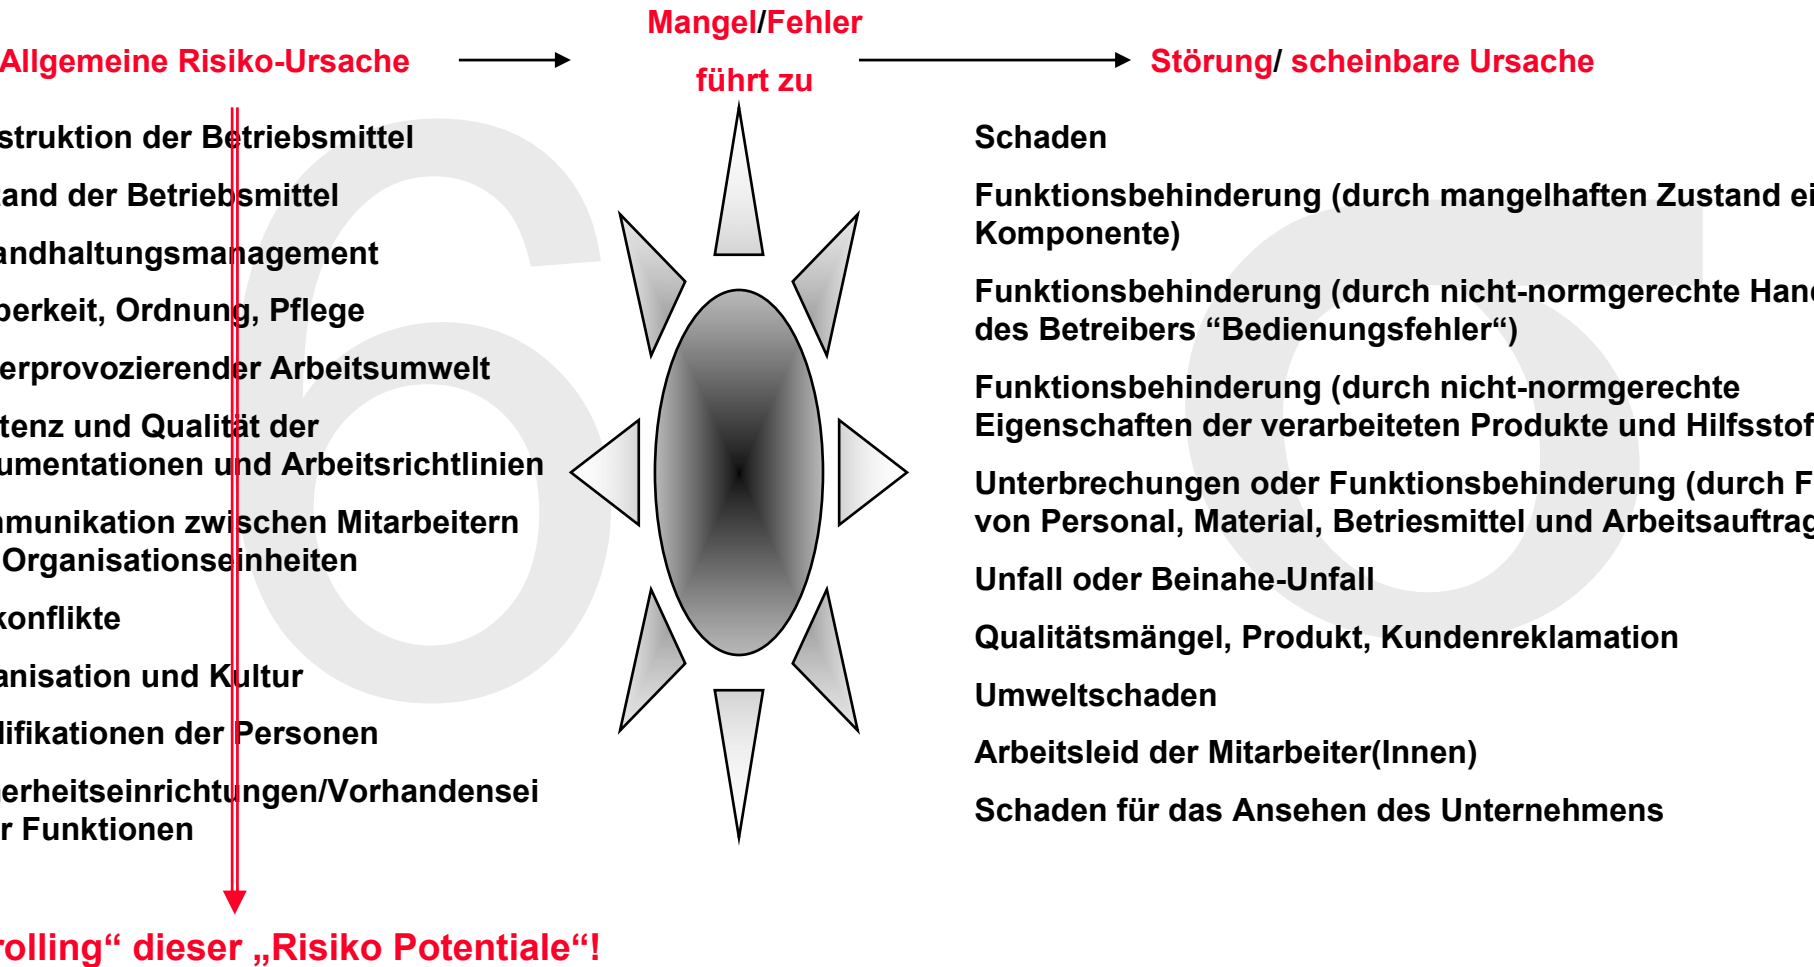 Mangel/Fehler
führt zu
Allgemeine Risiko-Ursache
Störung/ scheinbare Ursache
struktion der Betriebsmittel
tand der Betriebsmittel
andhaltungsmanagement
berkeit, Ordnung, Pflege
erprovozierender Arbeitsumwelt
tenz und Qualität der
umentationen und Arbeitsrichtlinien
munikation zwischen Mitarbeitern
Organisationseinheiten
konflikte
anisation und Kultur
lifikationen der Personen
erheitseinrichtungen/Vorhandensei
r Funktionen
rolling“ dieser „Risiko Potentiale“!
Schaden
Funktionsbehinderung (durch mangelhaften Zustand ei
Komponente)
Funktionsbehinderung (durch nicht-normgerechte Han
des Betreibers “Bedienungsfehler“)
Funktionsbehinderung (durch nicht-normgerechte
Eigenschaften der verarbeiteten Produkte und Hilfsstof
Unterbrechungen oder Funktionsbehinderung (durch F
von Personal, Material, Betriesmittel und Arbeitsauftrag
Unfall oder Beinahe-Unfall
Qualitätsmängel, Produkt, Kundenreklamation
Umweltschaden
Arbeitsleid der Mitarbeiter(Innen)
Schaden für das Ansehen des Unternehmens
6σ